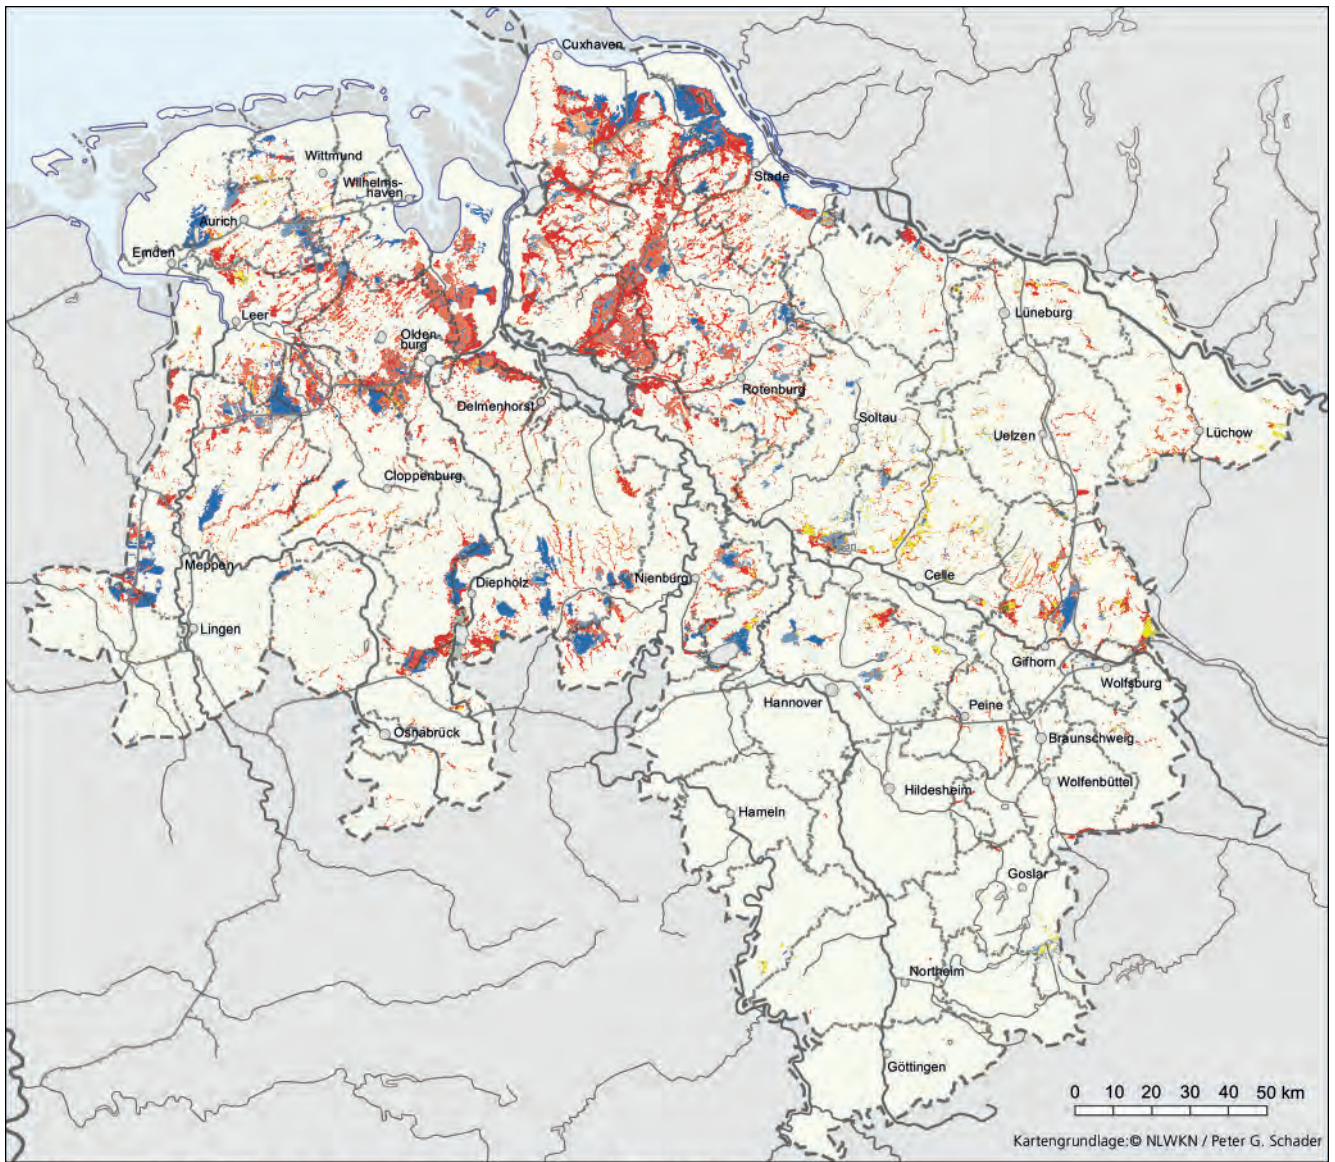 Cuxhaven
Wittmund
Wilhelms-
haven
Stade
Aurich
Emden
Leer
Olden-
burg
Lüneburg
Delmenhorst
Rotenburg
Soltau
Uelzen
Lüchow
Cloppenburg
Meppen
Diepholz
Nienburg
Celle
Lingen
Gifhorn
Wolfsburg
Hannover
Peine
Osnabrück
Braunschweig
Wolfenbüttel
Hildesheim
Hameln
Goslar
Northeim
Göttingen
0 10 20 30 40 50 km
Kartengrundlage:© NLWKN / Peter G. Schader